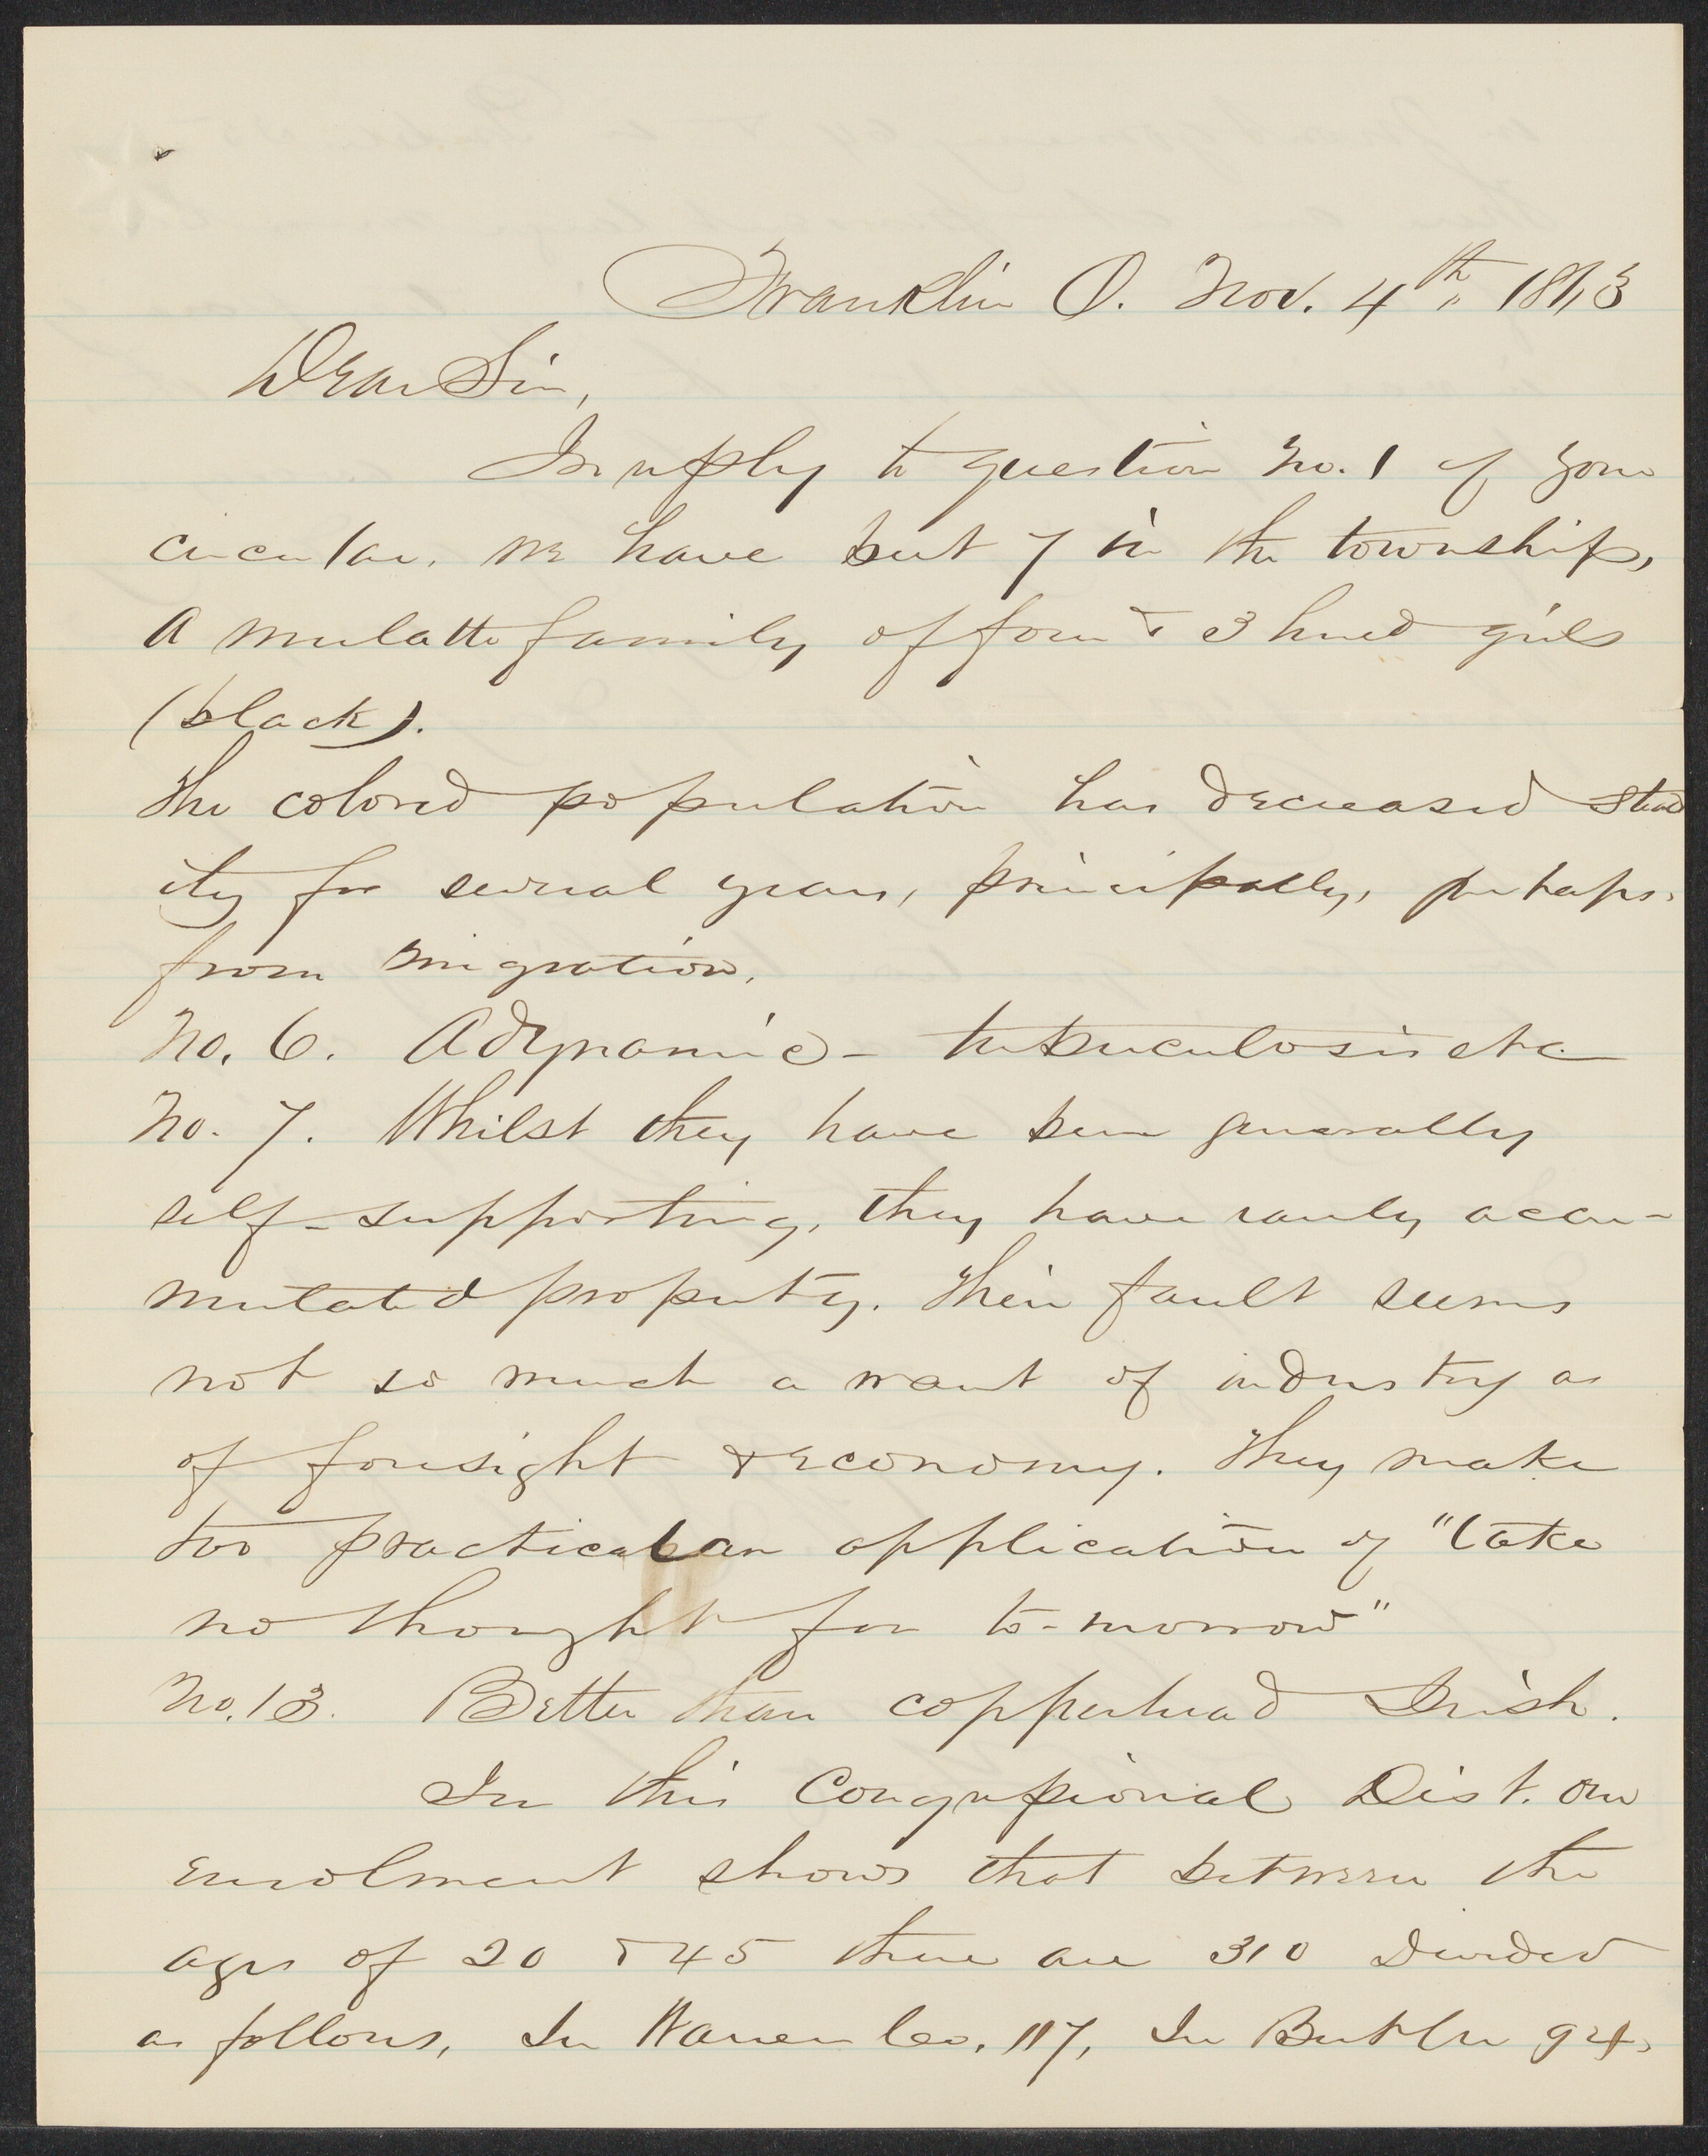 Franklin O. Nov. 4th, 1863
Dear Sir,
In reply to question No. 1 of your
circular, we have but 7 in the township,
A mulatto family of four & 3 hired girls
(black).
The colored population has decreased stead
ily for several years, principally, perhaps,
from migration.
No. 6. Adynamic - tuberculosis etc
No. 7. Whilst they have been generally
self-supporting, they have rarely accu-
mulated property. Their fault seems
not so much a want of industry as
of foresight & economy. They make
too practical an application of "take
no thought for to-morrow"
No. 13. Better than copperhead Irish.
In this Congressional Dist. our
enrolment shows that between the
ages of 20 & 45 there are 310 divided
as follows, In Warren Co. 117, In Butler 94,